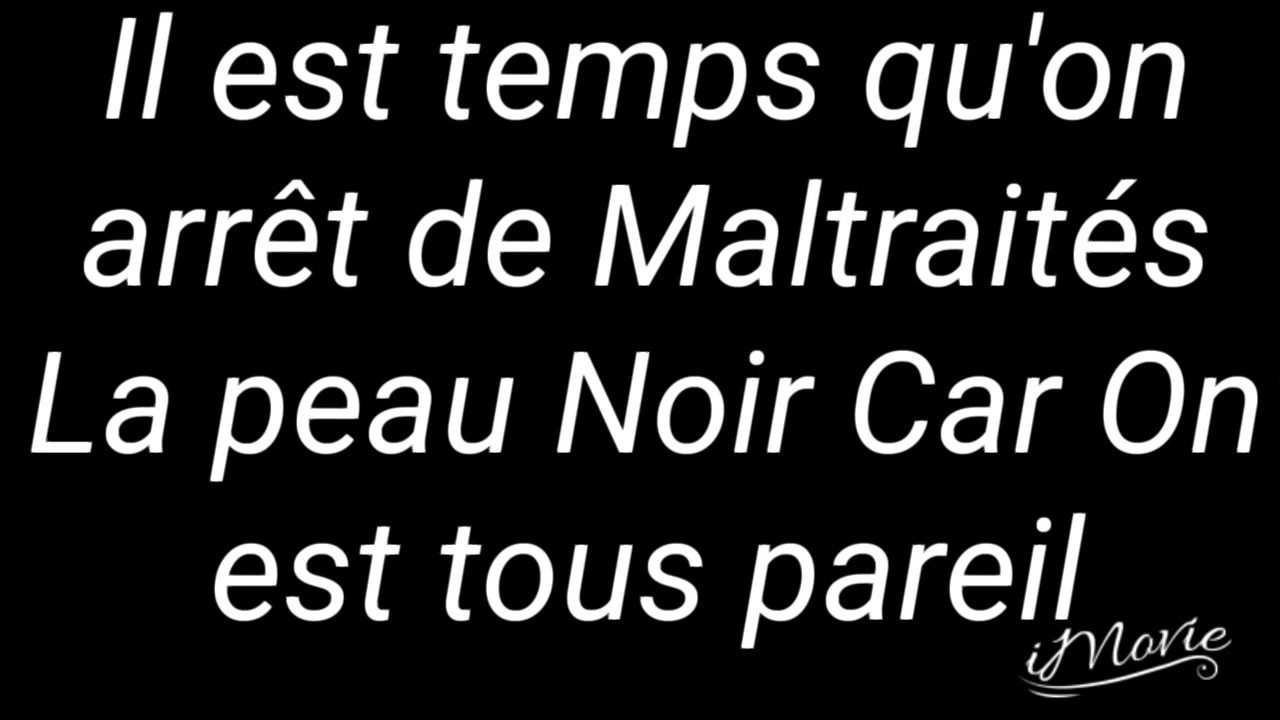 Il est temps qu'on
arrêt de Maltraités
La peau Noir Car On
est tous pareil
iMovie